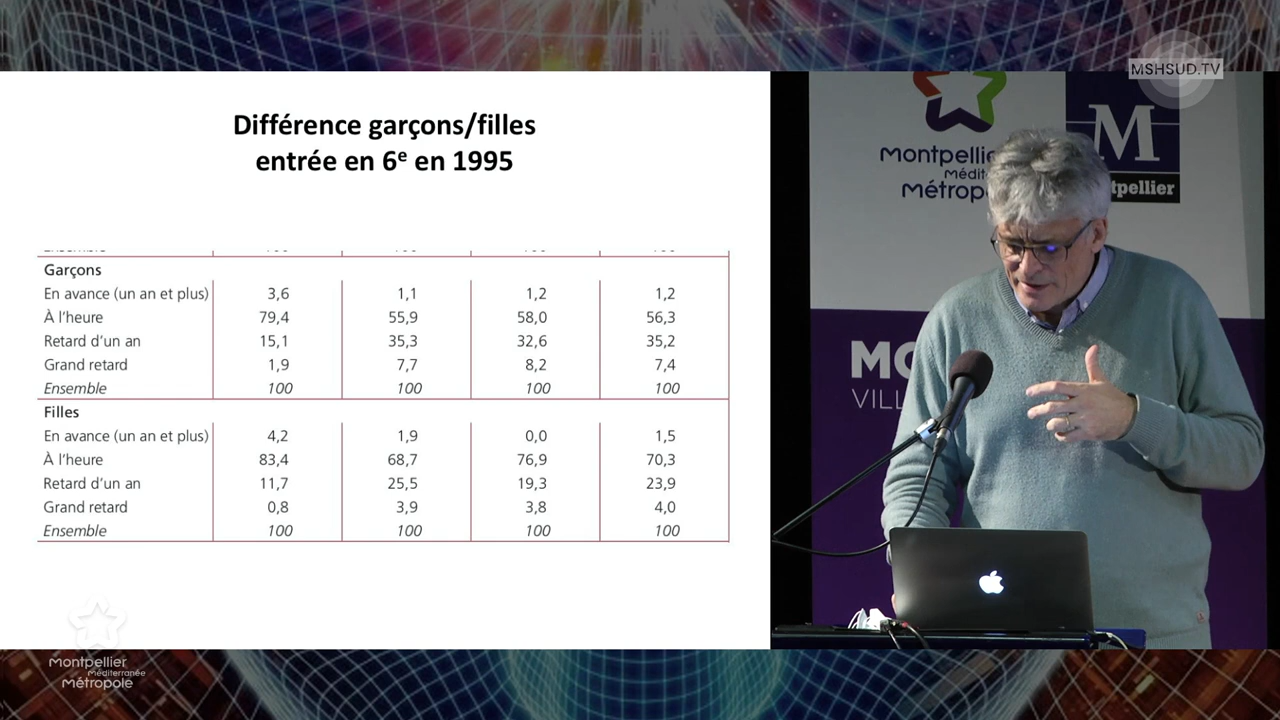 MSHSUD.TV
Différence garçons/filles
entrée en 6e en 1995
Garçons
En avance (un an et plus) 3,6 1,1 1,2 1,2
À l'heure 79,4 55,9 58,0 56,3
Retard d'un an 15,1 35,3 32,6 35,2
Grand retard 1,9 7,7 8,2 7,4
Ensemble 100 100 100 100
Filles
En avance (un an et plus) 4,2 1,9 0,0 1,5
À l'heure 83,4 68,7 76,9 70,3
Retard d'un an 11,7 25,5 19,3 23,9
Grand retard 0,8 3,9 3,8 4,0
Ensemble 100 100 100 100
Montpellier
méditerranée
Métropole
M